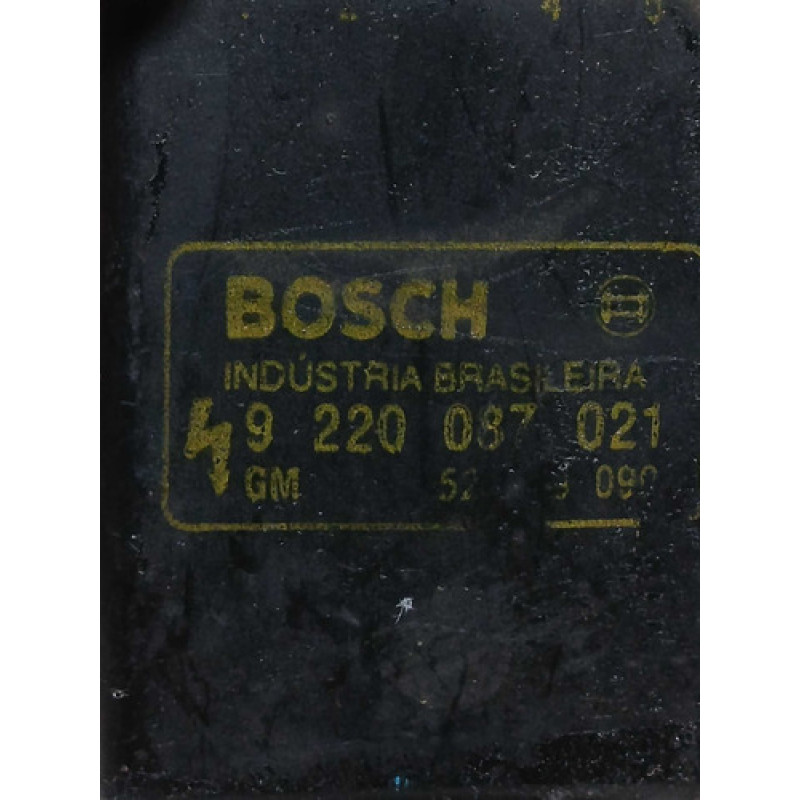 BOSCH
INDÚSTRIA BRASILEIRA
9 220 087 021
GM